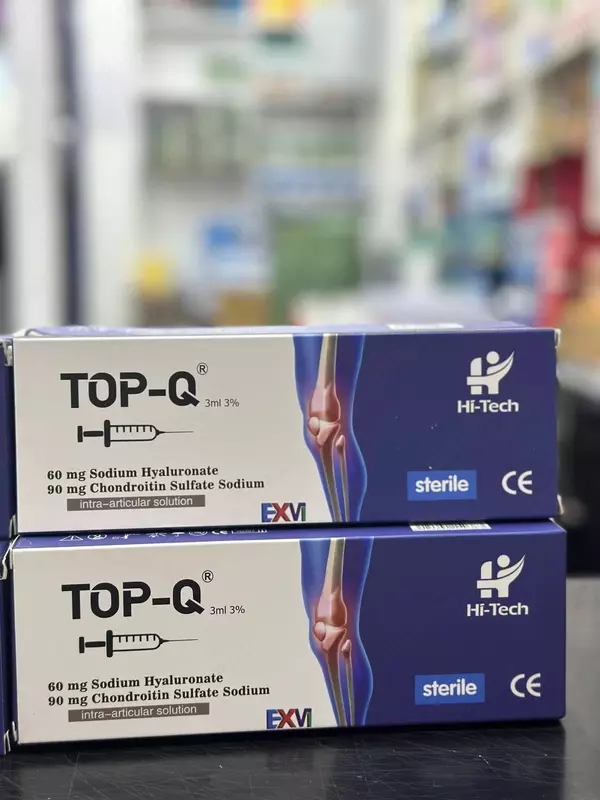 TOP-Q®
3ml 3%
60 mg Sodium Hyaluronate
90 mg Chondroitin Sulfate Sodium
intra-articular solution
EXVI
Hi-Tech
sterile
CE
TOP-Q®
3ml 3%
60 mg Sodium Hyaluronate
90 mg Chondroitin Sulfate Sodium
intra-articular solution
EXVI
Hi-Tech
sterile
CE